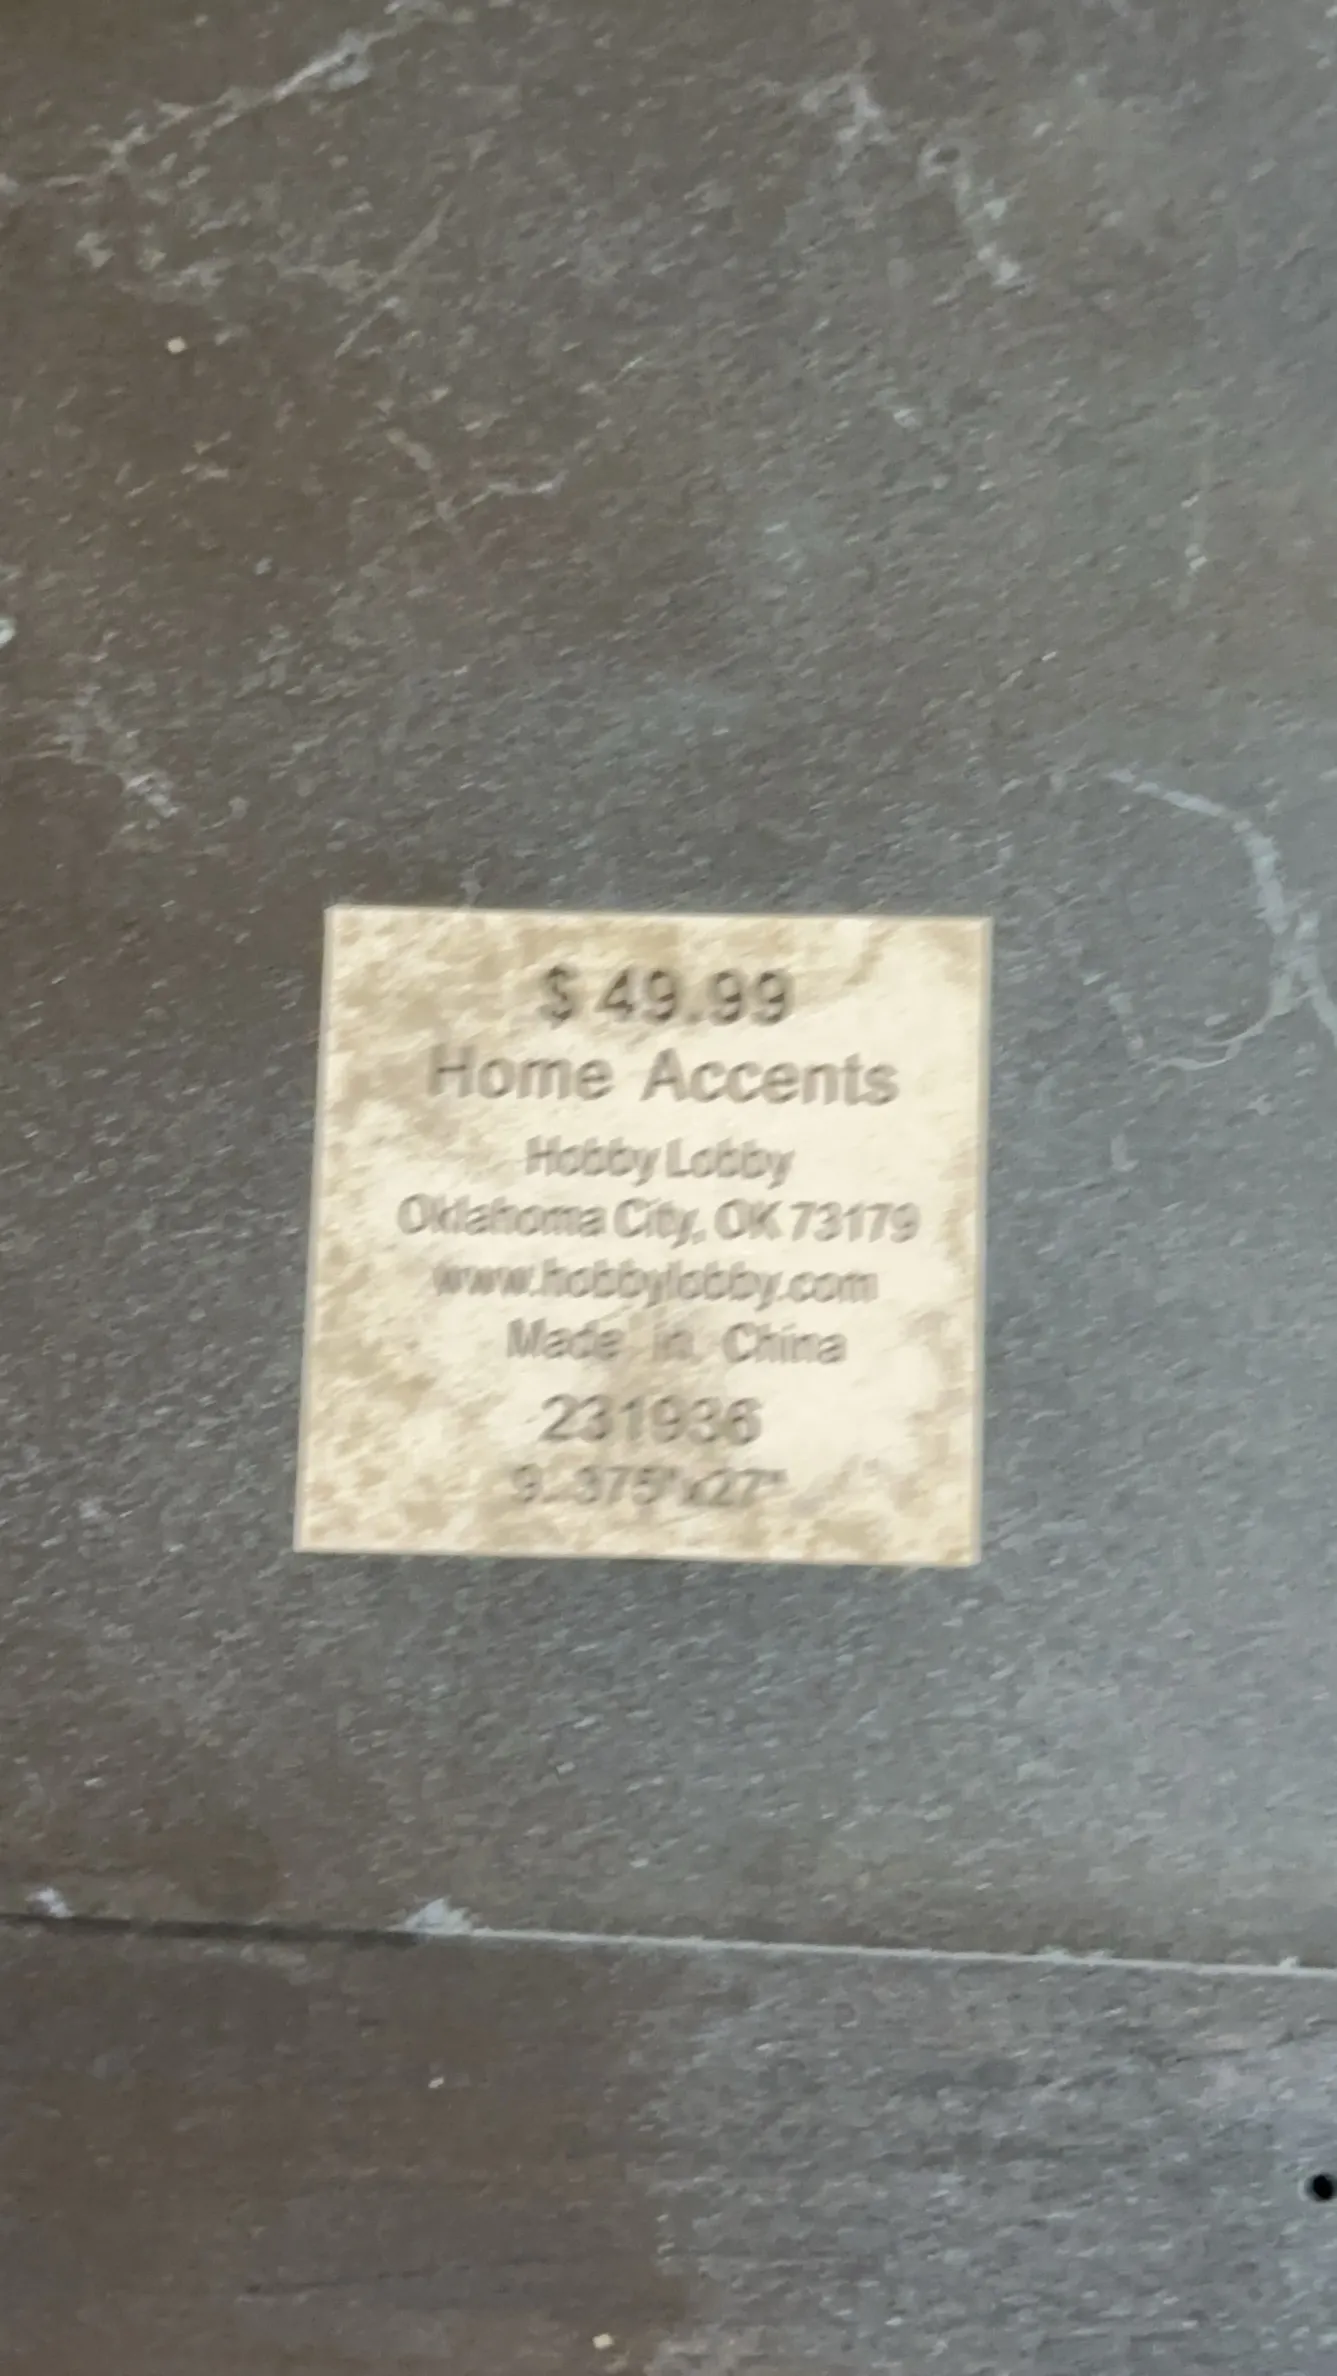 $ 49.99
Home Accents
Hobby Lobby
Oklahoma City, OK 73179
www.hobbylobby.com
Made in China
231936
9..375"x27"